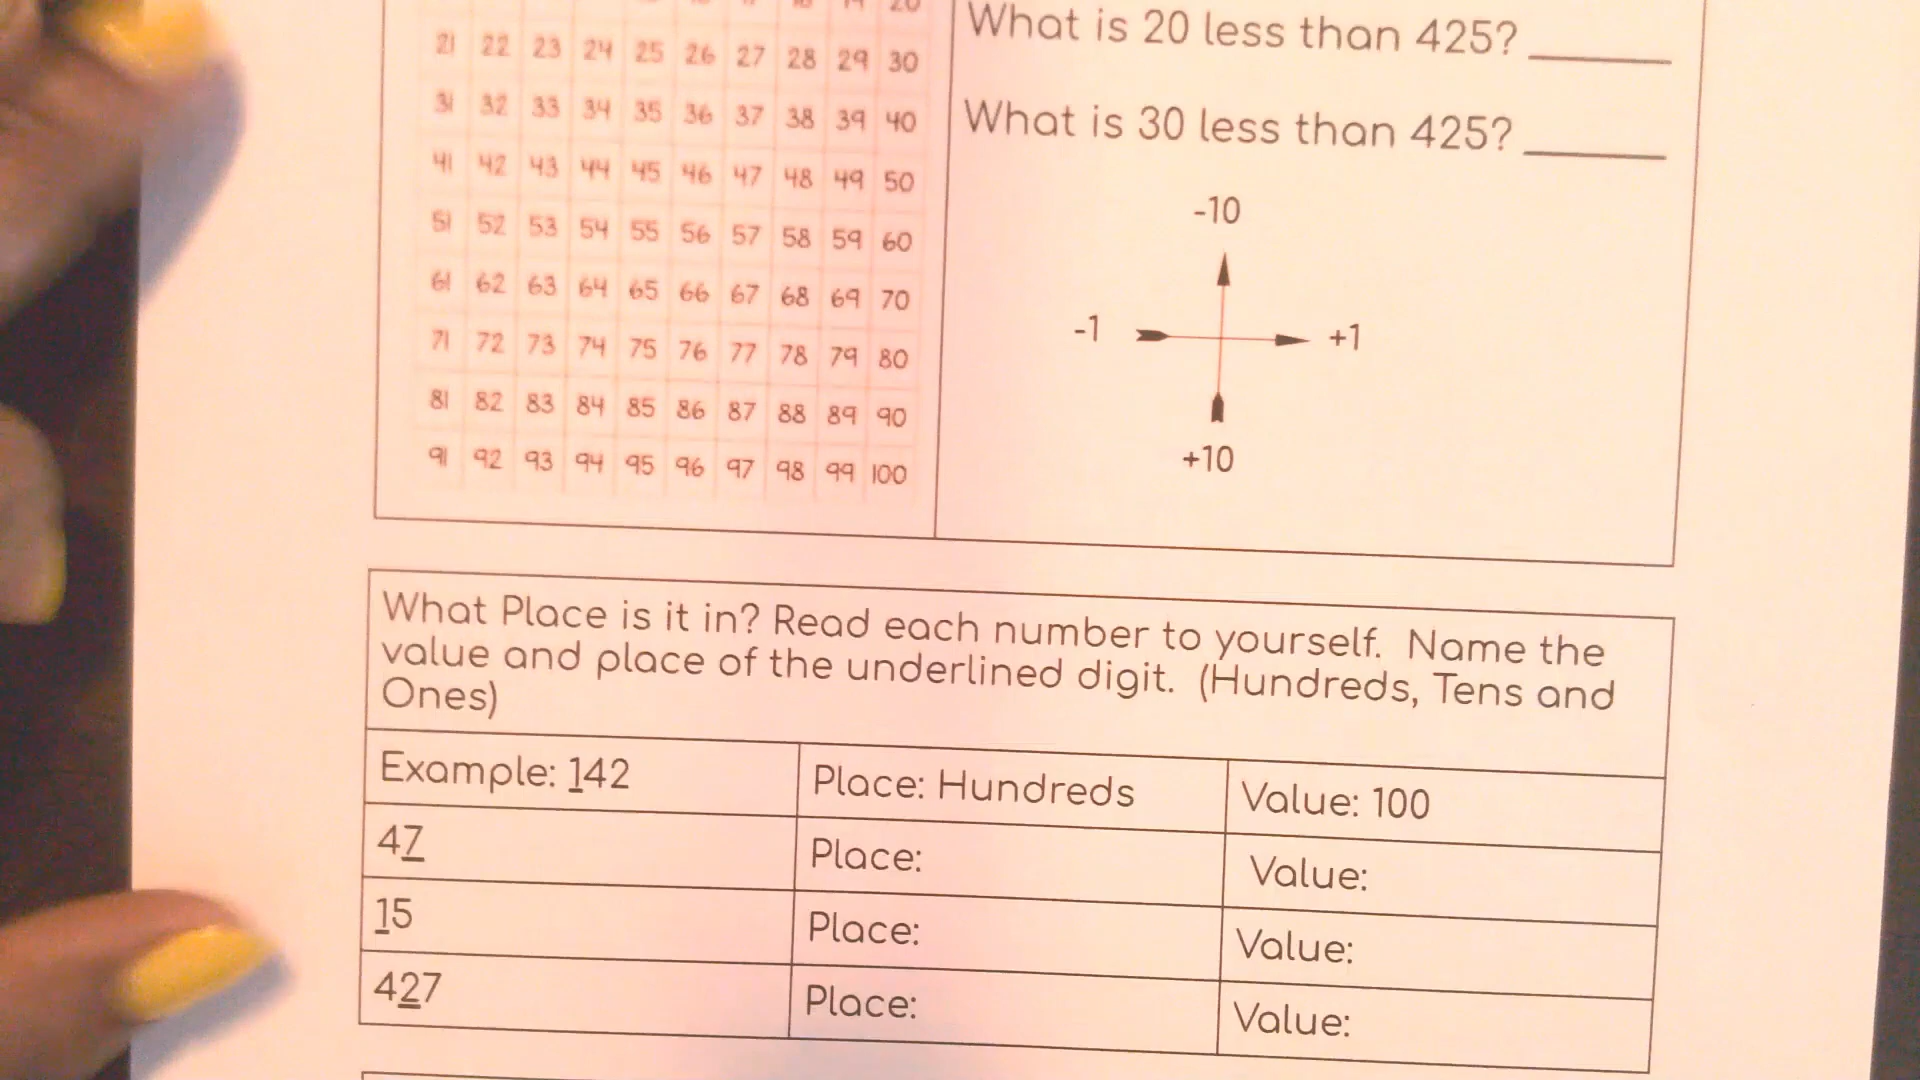 20
21 22 23 24 25 26 27 28 29 30
31 32 33 34 35 36 37 38 39 40
41 42 43 44 45 46 47 48 49 50
51 52 53 54 55 56 57 58 59 60
61 62 63 64 65 66 67 68 69 70
71 72 73 74 75 76 77 78 79 80
81 82 83 84 85 86 87 88 89 90
91 92 93 94 95 96 97 98 99 100
What is 20 less than 425? ______
What is 30 less than 425? ______
-10
-1 +1
+10
What Place is it in? Read each number to yourself. Name the
value and place of the underlined digit. (Hundreds, Tens and
Ones)
Example: 142 Place: Hundreds Value: 100
47 Place: Value:
15 Place: Value:
427 Place: Value: